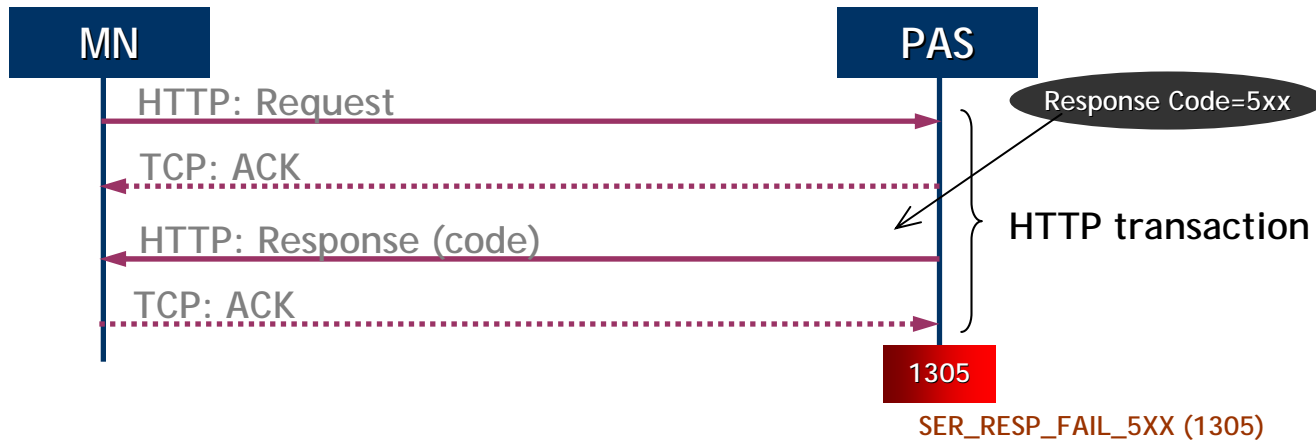 MN
PAS
HTTP: Request
Response Code=5xx
TCP: ACK
HTTP: Response (code)
HTTP transaction
TCP: ACK
1305
SER_RESP_FAIL_5XX (1305)